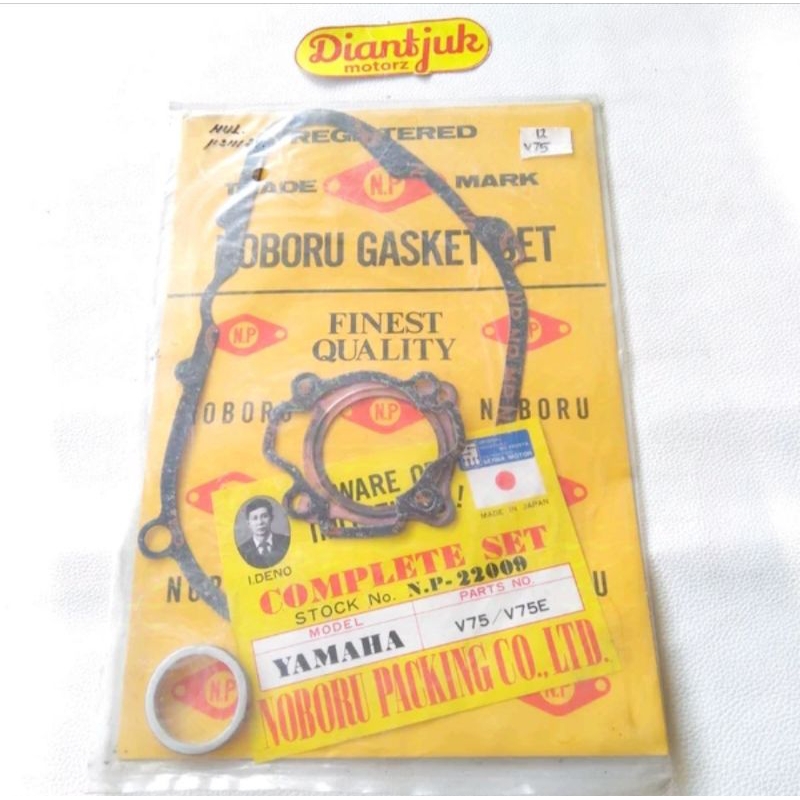 Diantjuk
motorz
REGISTERED
12
V75
TRADE N.P MARK
NOBORU GASKET SET
FINEST
QUALITY
N.P
N.P
NOBORU
N.P
NOBORU
MADE IN JAPAN
I.DENO
COMPLETE SET
STOCK No. N.P-22009
MODEL
PARTS NO.
YAMAHA
V75/V75E
NOBORU PACKING CO., LTD.
N.P
N.P